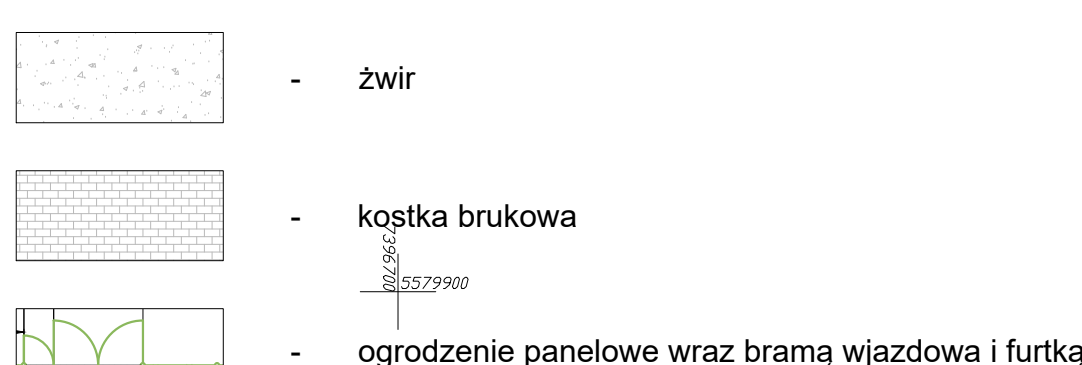 - żwir
- kostka brukowa
7396700
5579900
- ogrodzenie panelowe wraz bramą wjazdowa i furtką